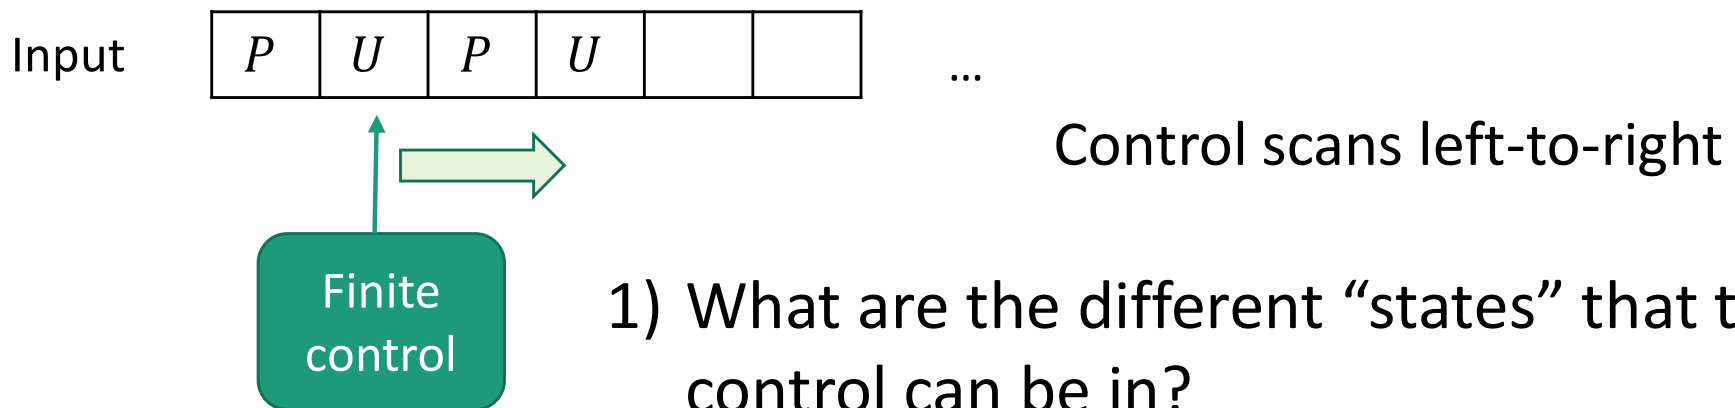 Input P U P U ...
Control scans left-to-right
Finite
control
1) What are the different “states” that t
control can be in?